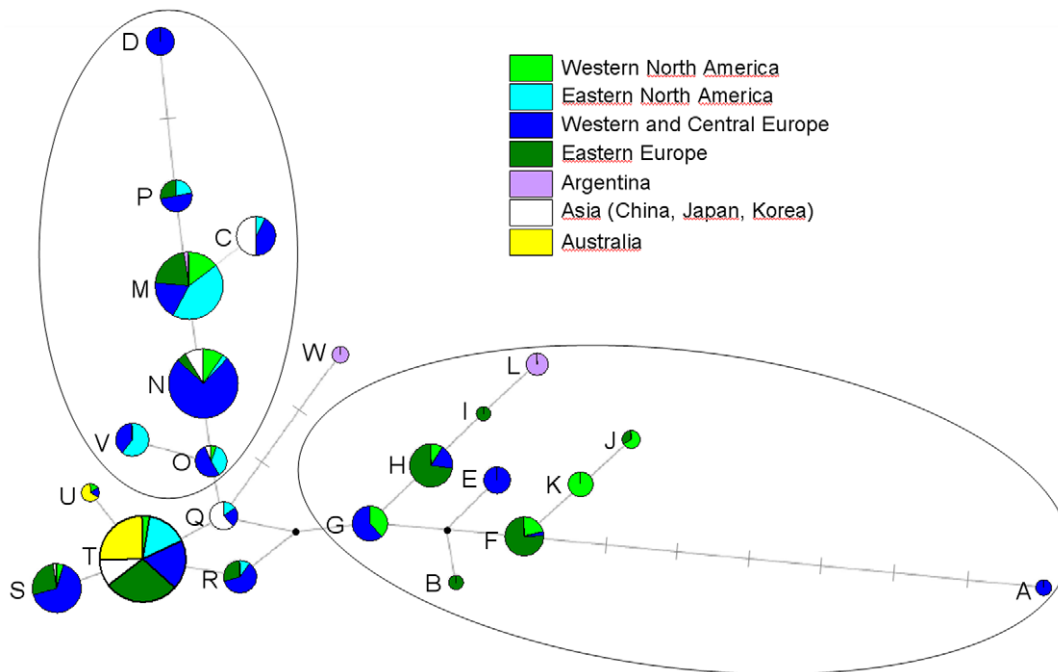 D
Western North America
Eastern North America
Western and Central Europe
Eastern Europe
Argentina
Asia (China, Japan, Korea)
Australia
P
C
M
W
L
N
I
J
V
O
H
E
K
U
Q
G
F
T
R
B
S
A